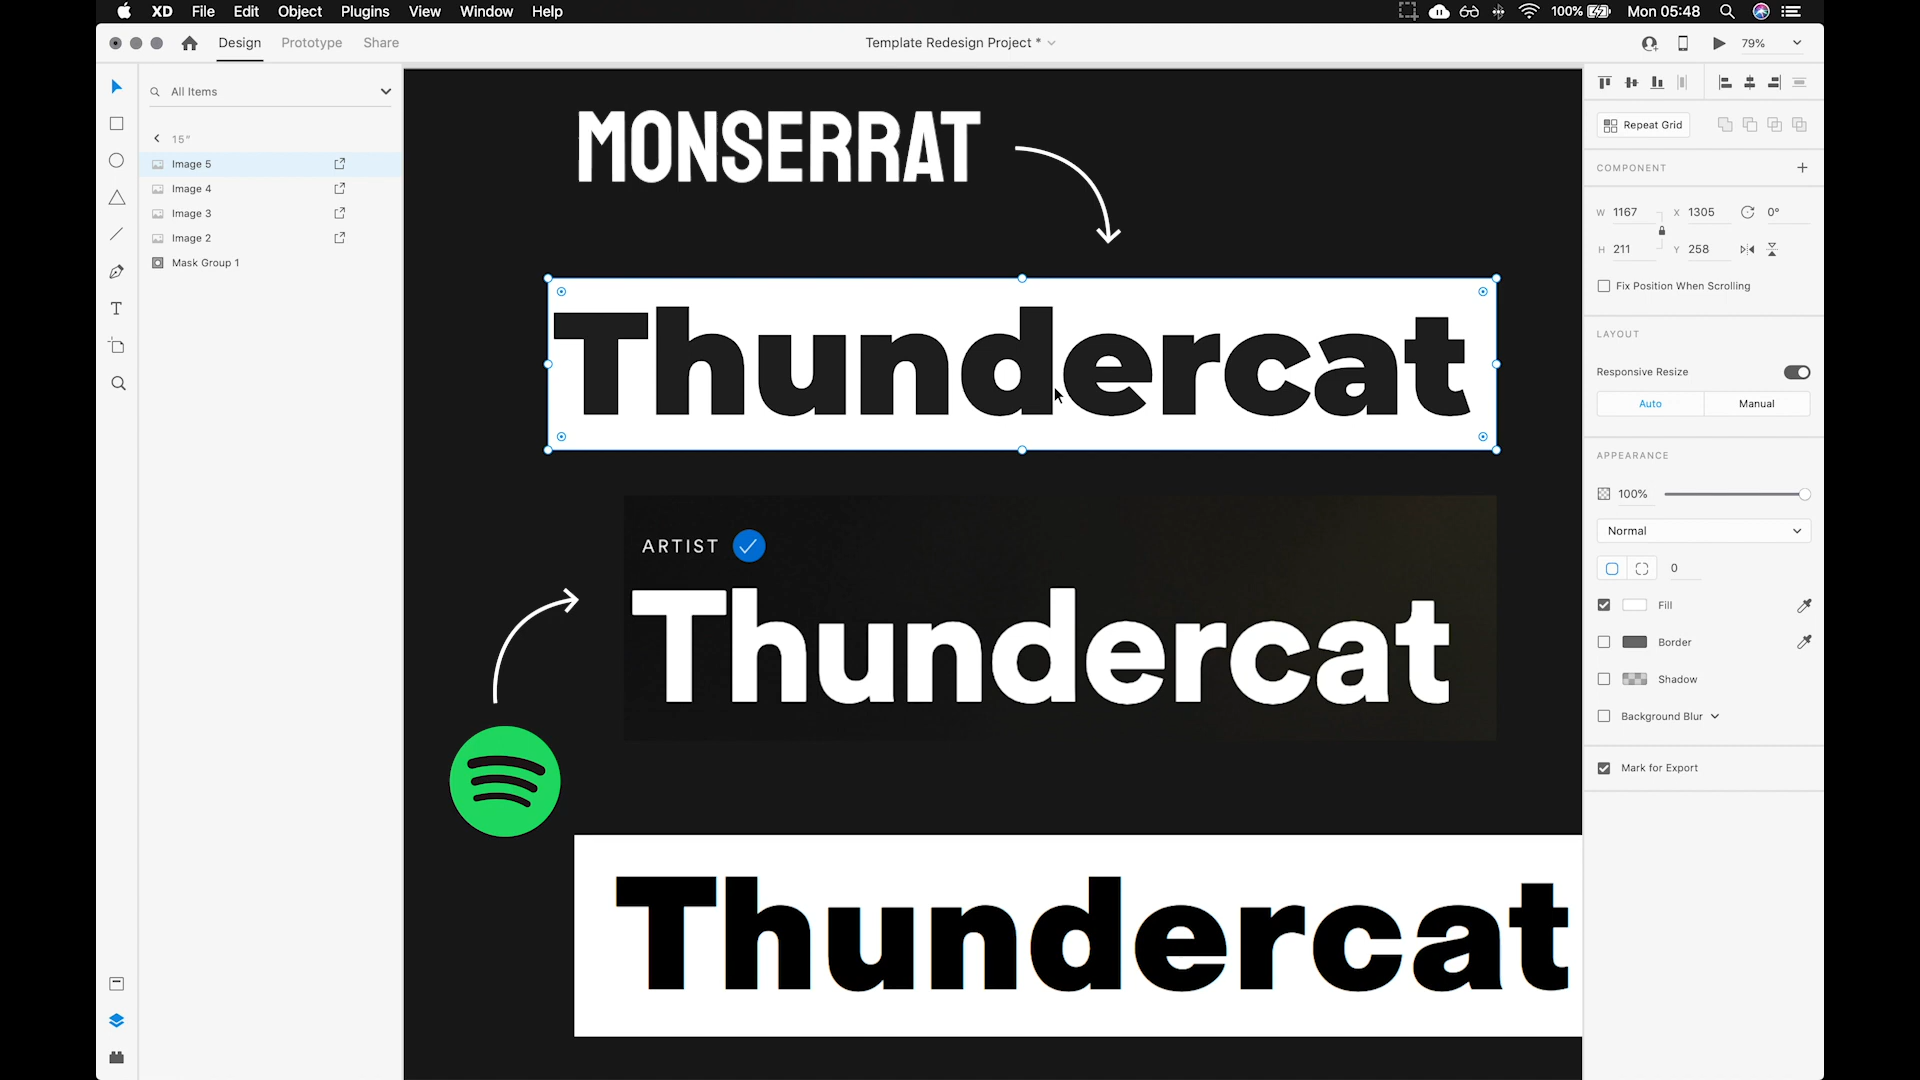 XD File Edit Object Plugins View Window Help
100% Mon 05:48
Design Prototype Share
Template Redesign Project *
79%
All Items
15”
Image 5
Image 4
Image 3
Image 2
Mask Group 1
MONSERRAT
Thundercat
ARTIST
Thundercat
Thundercat
Repeat Grid
COMPONENT
W 1167 X 1305 0°
H 211 Y 258
Fix Position When Scrolling
LAYOUT
Responsive Resize
Auto Manual
APPEARANCE
100%
Normal
0
Fill
Border
Shadow
Background Blur
Mark for Export